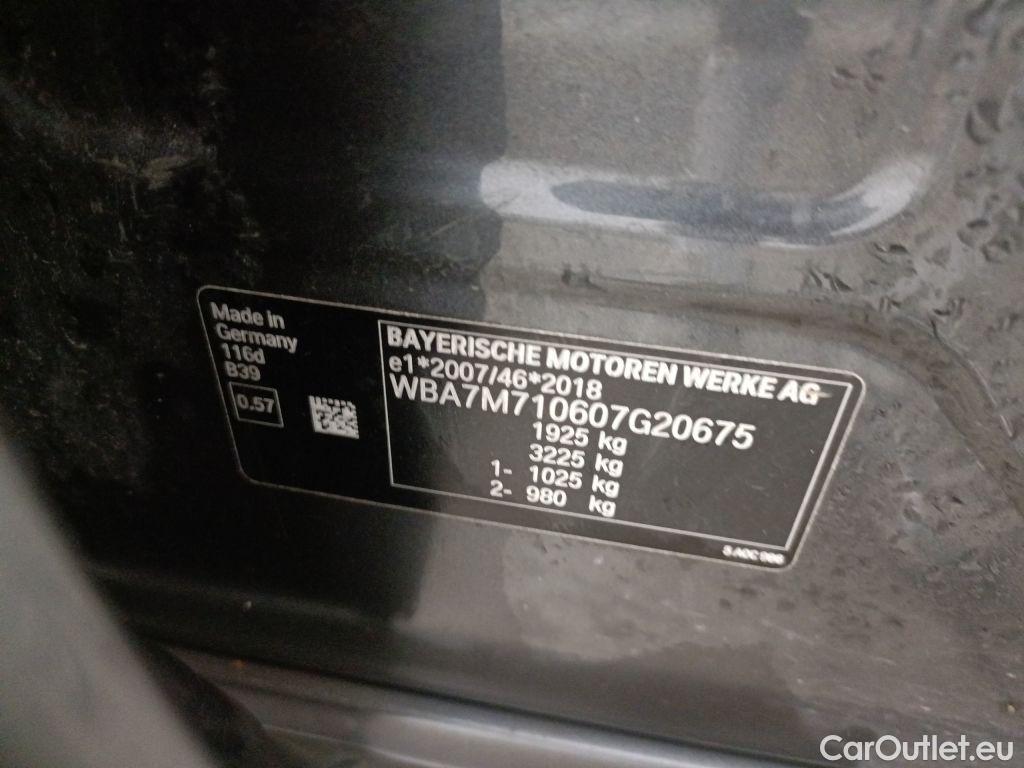 Made in
Germany
116d
B39
0.57
BAYERISCHE MOTOREN WERKE AG
e1*2007/46*2018
WBA7M710607G20675
1925 kg
3225 kg
1- 1025 kg
2- 980 kg
CarOutlet.eu